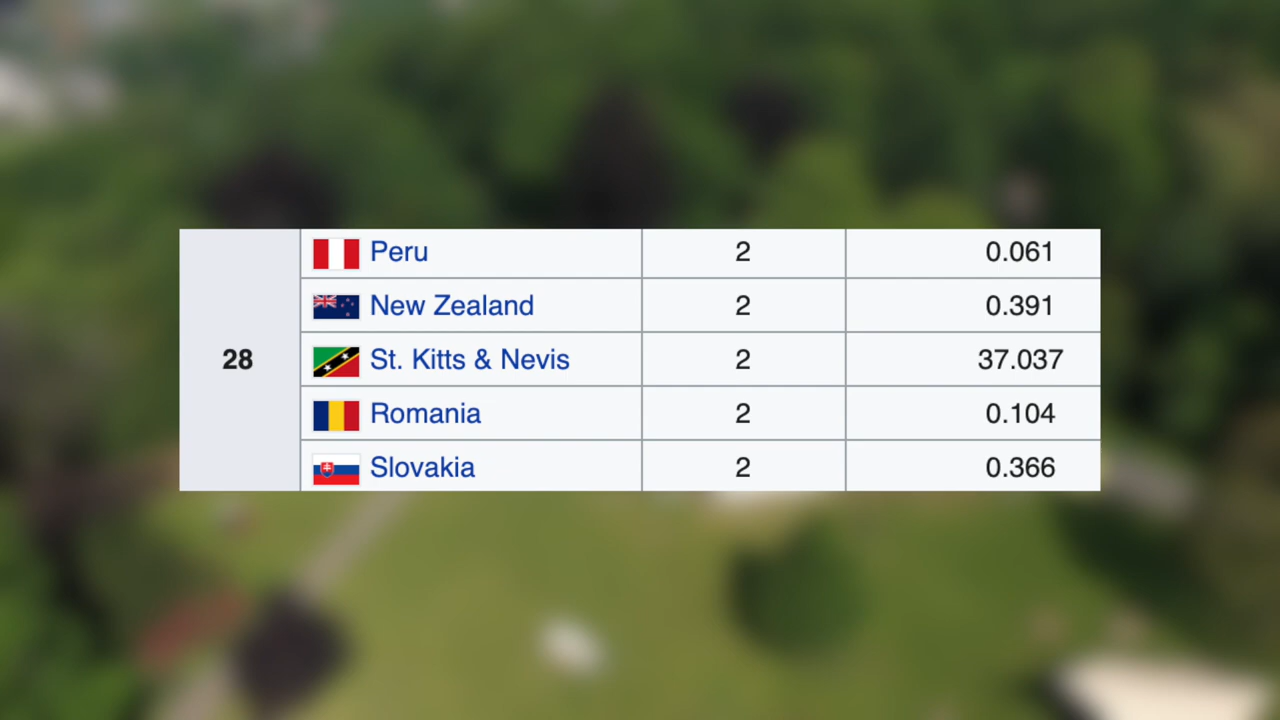 Peru 2 0.061
New Zealand 2 0.391
28 St. Kitts & Nevis 2 37.037
Romania 2 0.104
Slovakia 2 0.366